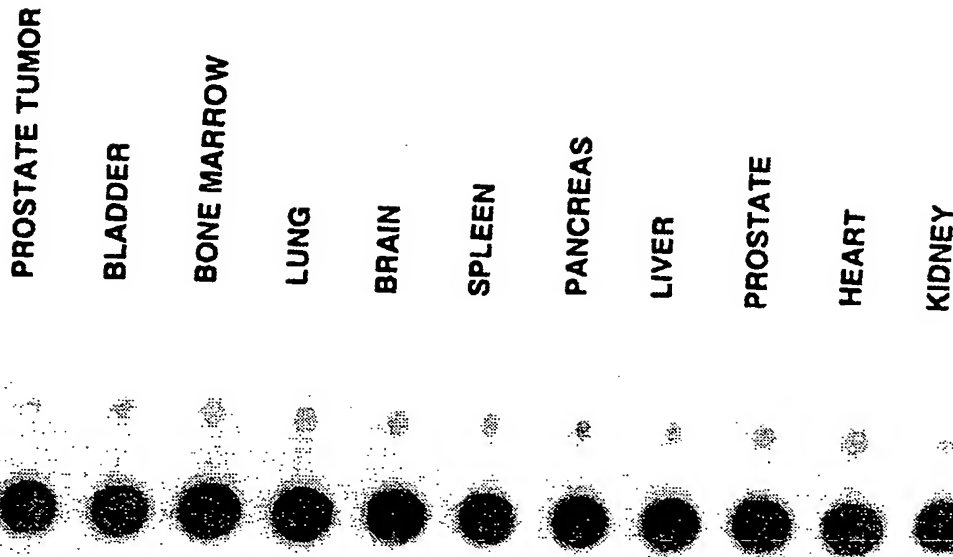 PROSTATE TUMOR
BLADDER
BONE MARROW
LUNG
BRAIN
SPLEEN
PANCREAS
LIVER
PROSTATE
HEART
KIDNEY